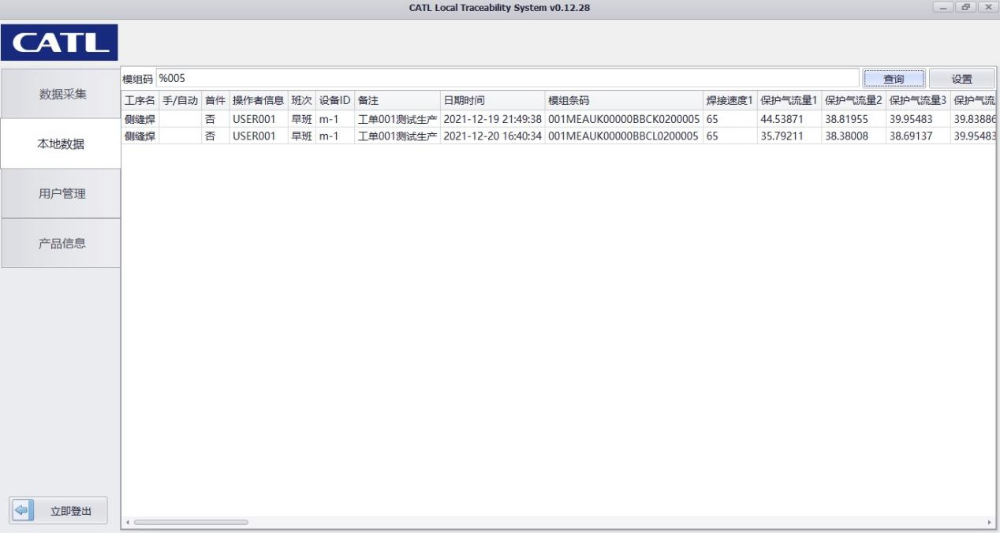 CATL Local Traceability System v0.12.28
CATL
模组码 %005 查询 设置
数据采集
本地数据
用户管理
产品信息
工序名 手/自动 首件 操作者信息 班次 设备ID 备注 日期时间 模组条码 焊接速度1 保护气流量1 保护气流量2 保护气流量3 保护气流
侧缝焊 否 USER001 早班 m-1 工单001测试生产 2021-12-19 21:49:38 001MEAUK00000BBCK0200005 65 44.53871 38.81955 39.95483 39.83886
侧缝焊 否 USER001 早班 m-1 工单001测试生产 2021-12-20 16:40:34 001MEAUK00000BBCL0200005 65 35.79211 38.38008 38.69137 39.95483
立即登出